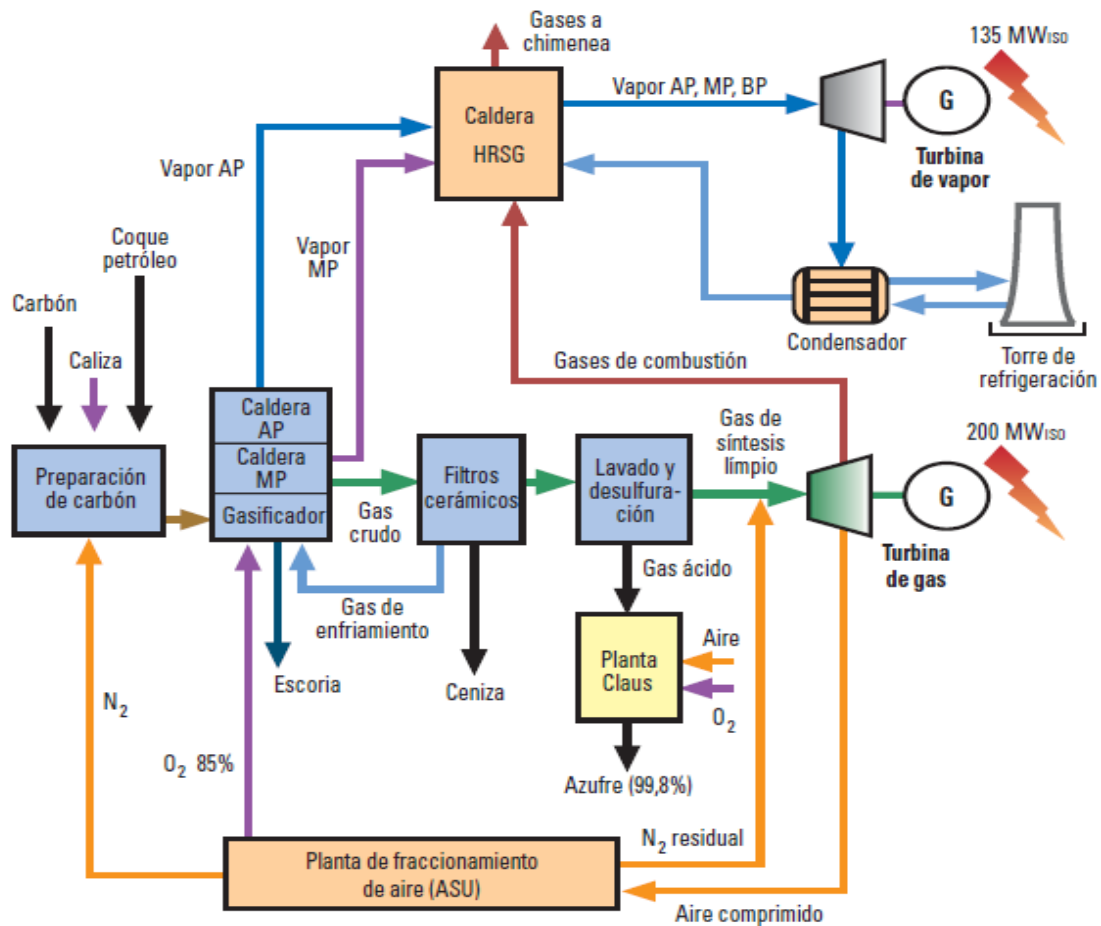 Gases a
chimenea
135 MWISO
Caldera
HRSG
Vapor AP, MP, BP
G
Turbina
de vapor
Vapor AP
Vapor
MP
Coque
petróleo
Carbón
Caliza
Condensador
Torre de
refrigeración
Gases de combustión
Preparación
de carbón
Caldera
AP
Caldera
MP
Gasificador
Gas
crudo
Filtros
cerámicos
Lavado y
desulfura-
ción
Gas de
síntesis
límpio
200 MWISO
G
Turbina
de gas
Gas de
enfriamiento
Escoria
Ceniza
Gas ácido
Planta
Claus
Aire
O2
Azufre (99,8%)
N2
O2 85%
N2 residual
Planta de fraccionamiento
de aire (ASU)
Aire comprimido